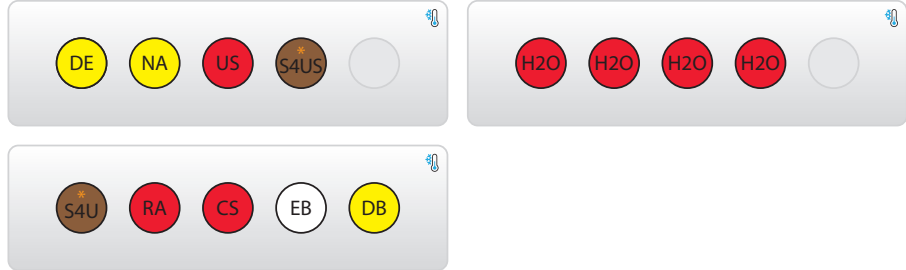 DE NA US *S4US
H2O H2O H2O H2O
*S4U RA CS EB DB